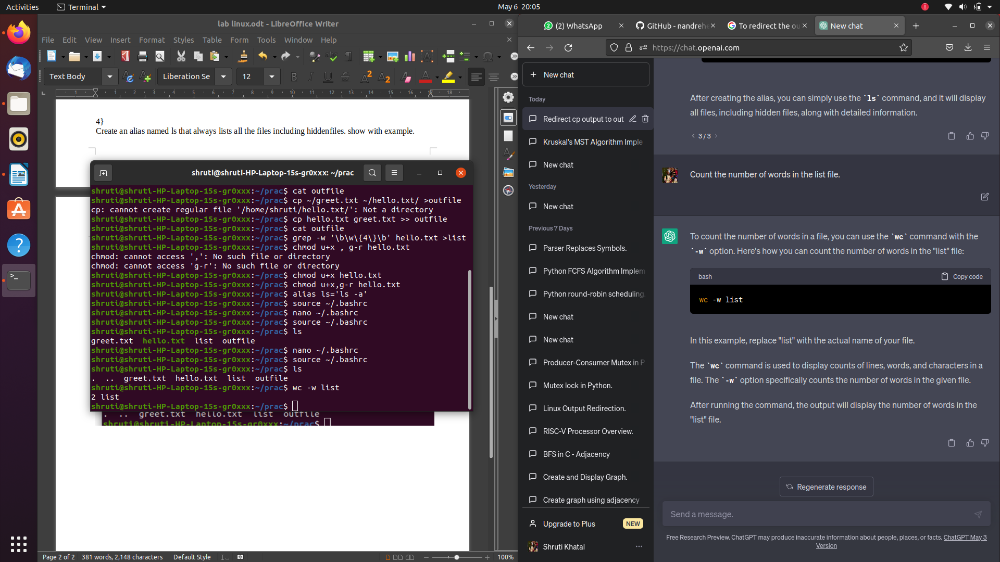 Activities
Terminal
May 6 20:05
lab linux.odt - LibreOffice Writer
File Edit View Insert Format Styles Table Form Tools Window Help
Text Body
Liberation Se
12
1 1 2 3 4 5 6 7 8 9 10 11 12 13 14 15 16 17 18
4}
Create an alias named ls that always lists all the files including hiddenfiles. show with example.
shruti@shruti-HP-Laptop-15s-gr0xxx: ~/prac
shruti@shruti-HP-Laptop-15s-gr0xxx:~/prac$ cat outfile
shruti@shruti-HP-Laptop-15s-gr0xxx:~/prac$ cp ~/greet.txt ~/hello.txt/ >outfile
cp: cannot create regular file '/home/shruti/hello.txt/': Not a directory
shruti@shruti-HP-Laptop-15s-gr0xxx:~/prac$ cp hello.txt greet.txt >> outfile
shruti@shruti-HP-Laptop-15s-gr0xxx:~/prac$ cat outfile
shruti@shruti-HP-Laptop-15s-gr0xxx:~/prac$ grep -w '\b\w\{4\}\b' hello.txt >list
shruti@shruti-HP-Laptop-15s-gr0xxx:~/prac$ chmod u+x , g-r hello.txt
chmod: cannot access ',': No such file or directory
chmod: cannot access 'g-r': No such file or directory
shruti@shruti-HP-Laptop-15s-gr0xxx:~/prac$ chmod u+x hello.txt
shruti@shruti-HP-Laptop-15s-gr0xxx:~/prac$ chmod u+x,g-r hello.txt
shruti@shruti-HP-Laptop-15s-gr0xxx:~/prac$ alias ls='ls -a'
shruti@shruti-HP-Laptop-15s-gr0xxx:~/prac$ source ~/.bashrc
shruti@shruti-HP-Laptop-15s-gr0xxx:~/prac$ nano ~/.bashrc
shruti@shruti-HP-Laptop-15s-gr0xxx:~/prac$ source ~/.bashrc
shruti@shruti-HP-Laptop-15s-gr0xxx:~/prac$ ls
greet.txt hello.txt list outfile
shruti@shruti-HP-Laptop-15s-gr0xxx:~/prac$ nano ~/.bashrc
shruti@shruti-HP-Laptop-15s-gr0xxx:~/prac$ source ~/.bashrc
shruti@shruti-HP-Laptop-15s-gr0xxx:~/prac$ ls
. .. greet.txt hello.txt list outfile
shruti@shruti-HP-Laptop-15s-gr0xxx:~/prac$ wc -w list
2 list
shruti@shruti-HP-Laptop-15s-gr0xxx:~/prac$
. .. greet.txt hello.txt list outfile
shruti@shruti-HP-Laptop-15s-gr0xxx:~/prac$
Page 2 of 2 381 words, 2,148 characters Default Style 100%
(2) WhatsApp
GitHub - nandrehe
To redirect the ou
New chat
https://chat.openai.com
New chat
Today
Redirect cp output to out
Kruskal's MST Algorithm Imple
New chat
Yesterday
New chat
Previous 7 Days
Parser Replaces Symbols.
Python FCFS Algorithm Implem
Python round-robin scheduling.
New chat
New chat
Producer-Consumer Mutex in P
Mutex lock in Python.
Linux Output Redirection.
RISC-V Processor Overview.
BFS in C - Adjacency
Create and Display Graph.
Create graph using adjacency
Upgrade to Plus NEW
Shruti Khatal
After creating the alias, you can simply use the `ls` command, and it will display
all files, including hidden files, along with detailed information.
< 3 / 3 >
Count the number of words in the list file.
To count the number of words in a file, you can use the `wc` command with the
`-w` option. Here's how you can count the number of words in the "list" file:
bash Copy code
wc -w list
In this example, replace "list" with the actual name of your file.
The `wc` command is used to display counts of lines, words, and characters in a
file. The `-w` option specifically counts the number of words in the given file.
After running the command, the output will display the number of words in the
"list" file.
Regenerate response
Send a message.
Free Research Preview. ChatGPT may produce inaccurate information about people, places, or facts. ChatGPT May 3
Version